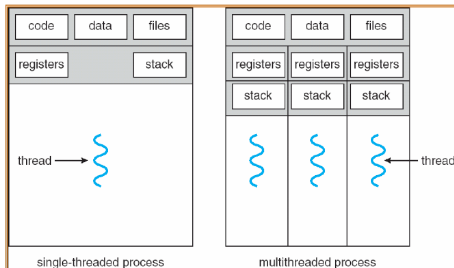 code data files
registers stack
thread
single-threaded process
code data files
registers registers registers
stack stack stack
thread
multithreaded process